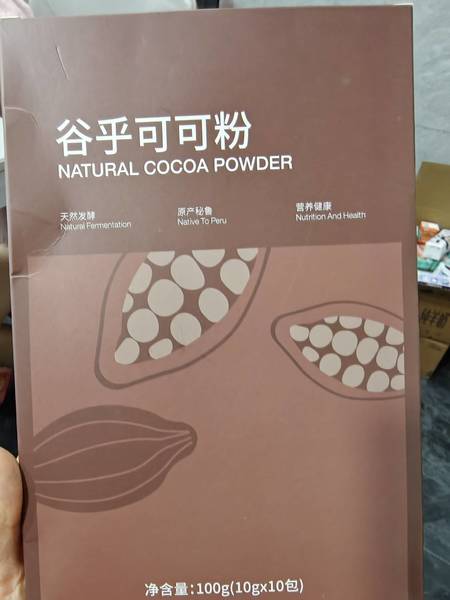 谷乎可可粉
NATURAL COCOA POWDER
天然发酵
Natural Fermentation
原产秘鲁
Native To Peru
营养健康
Nutrition And Health
净含量:100g(10gx10包)